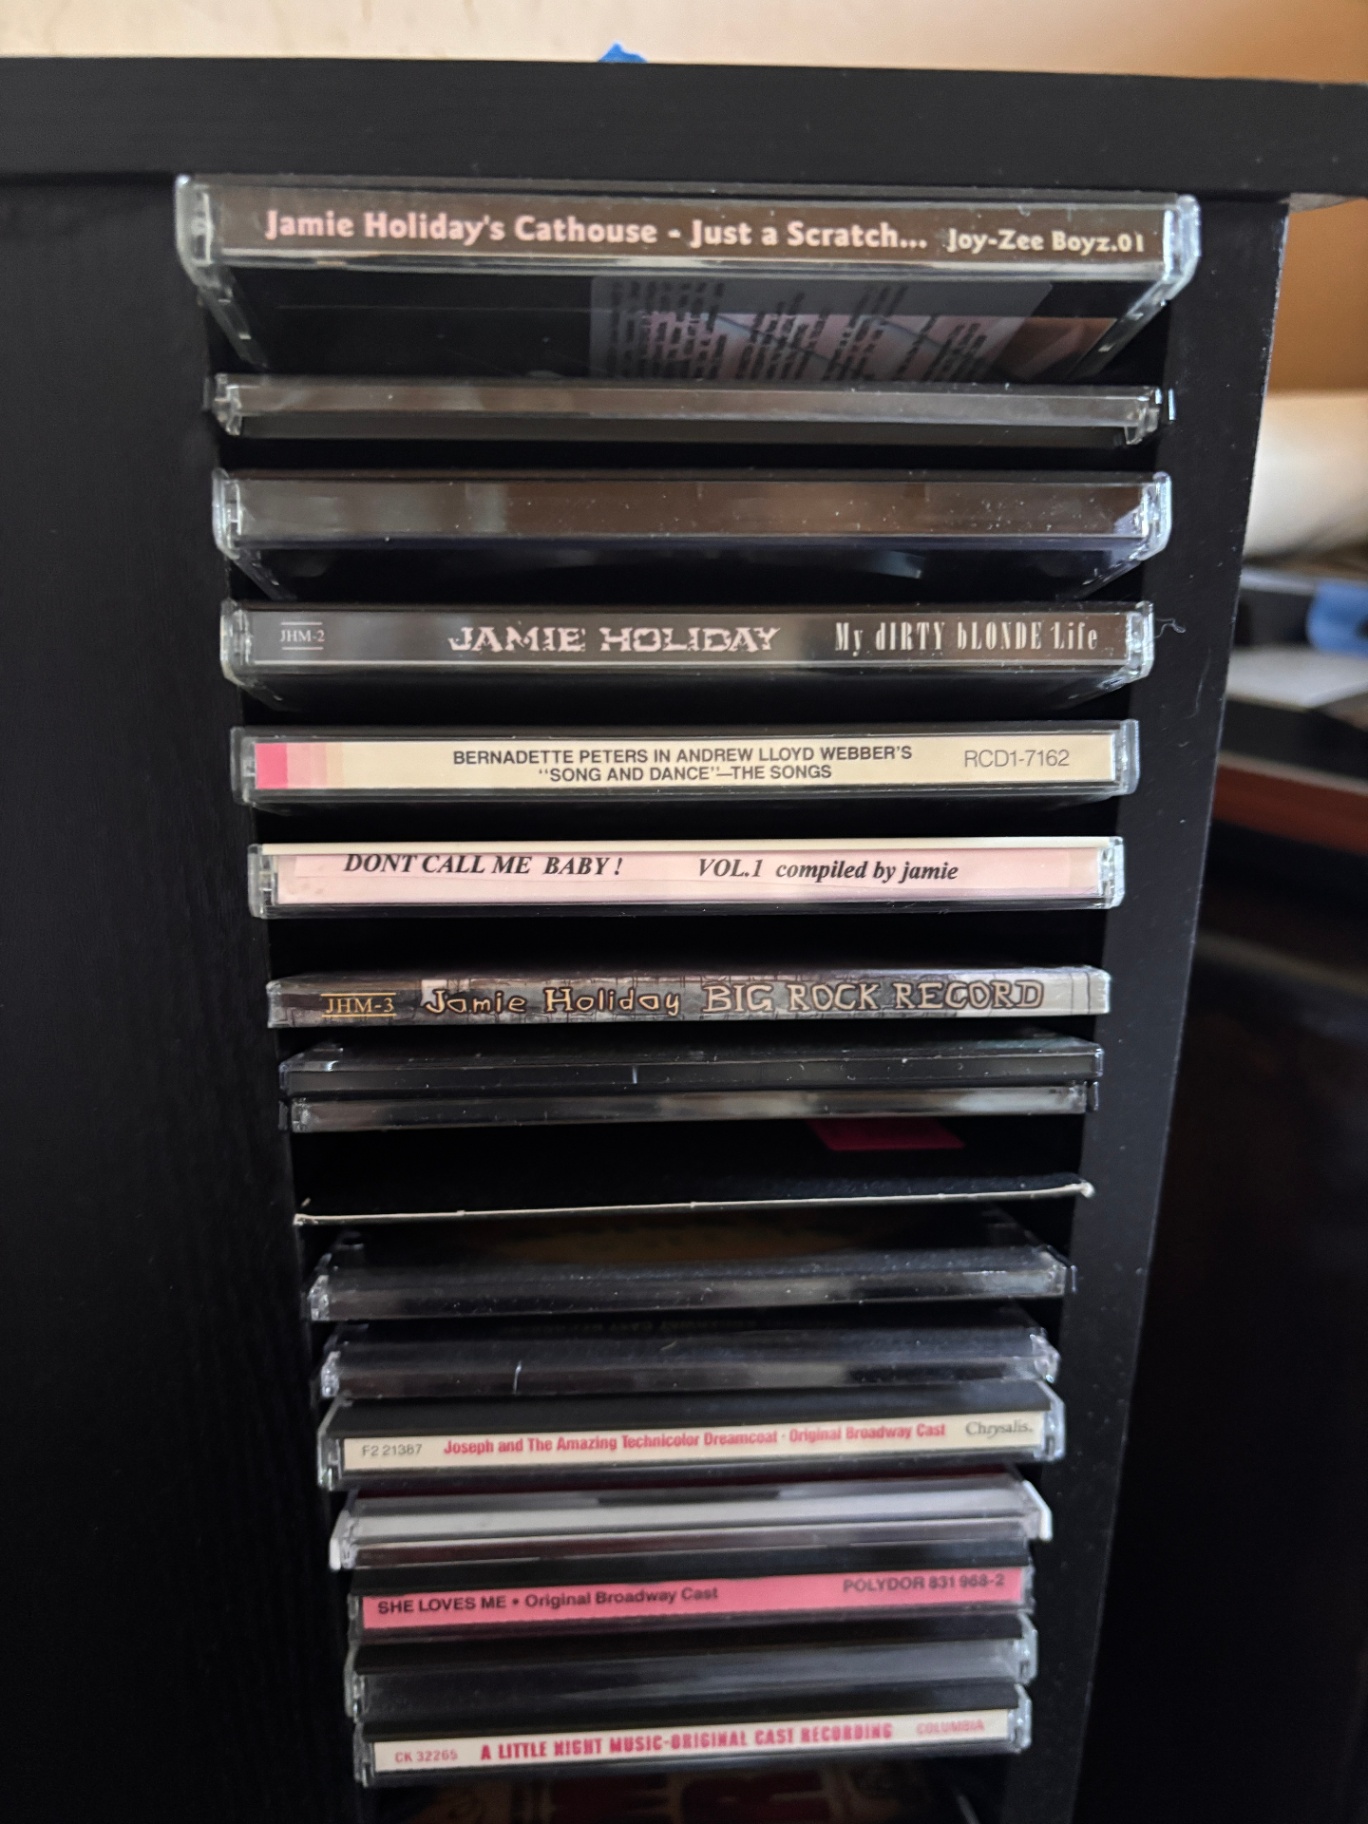 Jamie Holiday's Cathouse - Just a Scratch... Joy-Zee Boyz.01
JHM-2 JAMIE HOLIDAY My dIRTY bLONDE Life
BERNADETTE PETERS IN ANDREW LLOYD WEBBER'S
"SONG AND DANCE"—THE SONGS
RCD1-7162
DONT CALL ME BABY! VOL.1 compiled by jamie
JHM-3 Jamie Holiday BIG ROCK RECORD
F2 21387 Joseph and The Amazing Technicolor Dreamcoat · Original Broadway Cast Chrysalis.
SHE LOVES ME • Original Broadway Cast POLYDOR 831 968-2
CK 32265 A LITTLE NIGHT MUSIC-ORIGINAL CAST RECORDING COLUMBIA